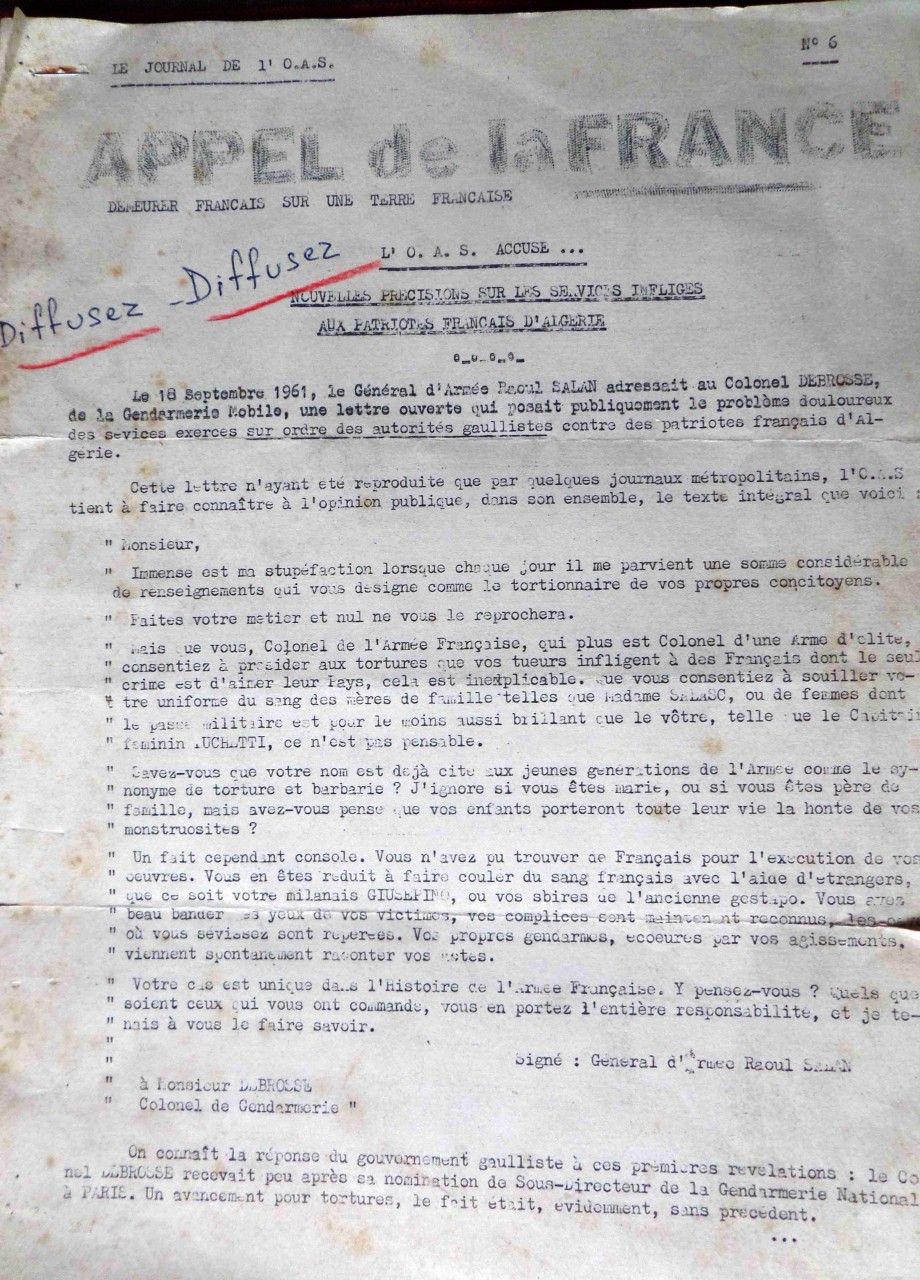 N° 6
LE JOURNAL DE l' O.A.S.
APPEL de la FRANCE
DEMEURER FRANCAIS SUR UNE TERRE FRANCAISE
Diffusez - Diffusez
L' O. A. S. ACCUSE ...
NOUVELLES PRECISIONS SUR LES SEVICES INFLIGES
AUX PATRIOTES FRANCAIS D'ALGERIE
o_o_o_o_
Le 18 Septembre 1961, le Général d'Armée Raoul SALAN adressait au Colonel DEBROSSE,
de la Gendarmerie Mobile, une lettre ouverte qui posait publiquement le problème douloureux
des sevices exerces sur ordre des autorités gaullistes contre des patriotes français d'Al-
gerie.
Cette lettre n'ayant eté reproduite que par quelques journaux métropolitains, l'O.A.S
tient à faire connaître à l'opinion publique, dans son ensemble, le texte intégral que voici :
" Monsieur,
" Immense est ma stupéfaction lorsque chaque jour il me parvient une somme considérable
de renseignements qui vous designe comme le tortionnaire de vos propres concitoyens.
" Faites votre metier et nul ne vous le reprochera.
" Mais que vous, Colonel de l'Armée Française, qui plus est Colonel d'une Arme d'elite,
" consentiez à presider aux tortures que vos tueurs infligent à des Français dont le seul
" crime est d'aimer leur Pays, cela est inexplicable. Que vous consentiez à souiller vo-
" tre uniforme du sang des mères de famille telles que Madame SALASC, ou de femmes dont
" le passé militaire est pour le moins aussi brillant que le vôtre, telle que le Capitai
" feminin LUCHETTI, ce n'est pas pensable.
" Savez-vous que votre nom est dejà cite aux jeunes generations de l'Armée comme le sy-
" nonyme de torture et barbarie ? J'ignore si vous êtes marie, ou si vous êtes père de
" famille, mais avez-vous pense que vos enfants porteront toute leur vie la honte de vos
" monstruosites ?
" Un fait cependant console. Vous n'avez pu trouver de Français pour l'execution de vos
" oeuvres. Vous en êtes reduit à faire couler du sang français avec l'aide d'etrangers,
" que ce soit votre milanais GIUSEPINO, ou vos sbires de l'ancienne gestapo. Vous avez
" beau bander les yeux de vos victimes, vos complices sont maintenant reconnus,
" où vous sevissez sont reperees. Vos propres gendarmes, ecoeures par vos agissements,
" viennent spontanement raconter vos actes.
" Votre cas est unique dans l'Histoire de l'Armée Française. Y pensez-vous ? Quels que
" soient ceux qui vous ont commande, vous en portez l'entière responsabilite, et je te-
" nais à vous le faire savoir.
"
" Signé : General d'Armée Raoul SALAN
" à Monsieur DEBROSSE
" Colonel de Gendarmerie "
On connaît la réponse du gouvernement gaulliste à ces premieres revelations : le Co
nel DEBROSSE recevait peu après sa nomination de Sous-Directeur de la Gendarmerie National
à PARIS. Un avancement pour tortures, le fait était, evidemment, sans precedent.
...